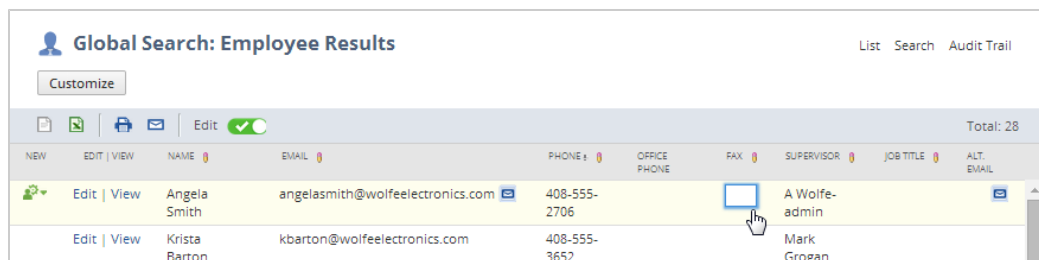 Global Search: Employee Results
List Search Audit Trail
Customize
Edit
Total: 28
NEW EDIT | VIEW NAME EMAIL PHONE OFFICE PHONE FAX SUPERVISOR JOB TITLE ALT. EMAIL
Edit | View Angela angelasmith@wolfeelectronics.com 408-555- A Wolfe-
Smith 2706 admin
Edit | View Krista kbarton@wolfeelectronics.com 408-555- Mark
Barton 3652 Grogan